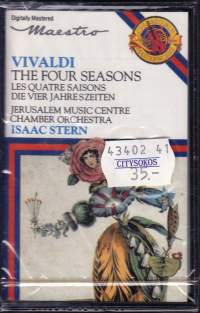 Digitally Mastered
Maestro
VIVALDI
THE FOUR SEASONS
LES QUATRE SAISONS
DIE VIER JAHRESZEITEN
JERUSALEM MUSIC CENTRE
CHAMBER ORCHESTRA
ISAAC STERN
43402 41
CITYSOKOS
35.-